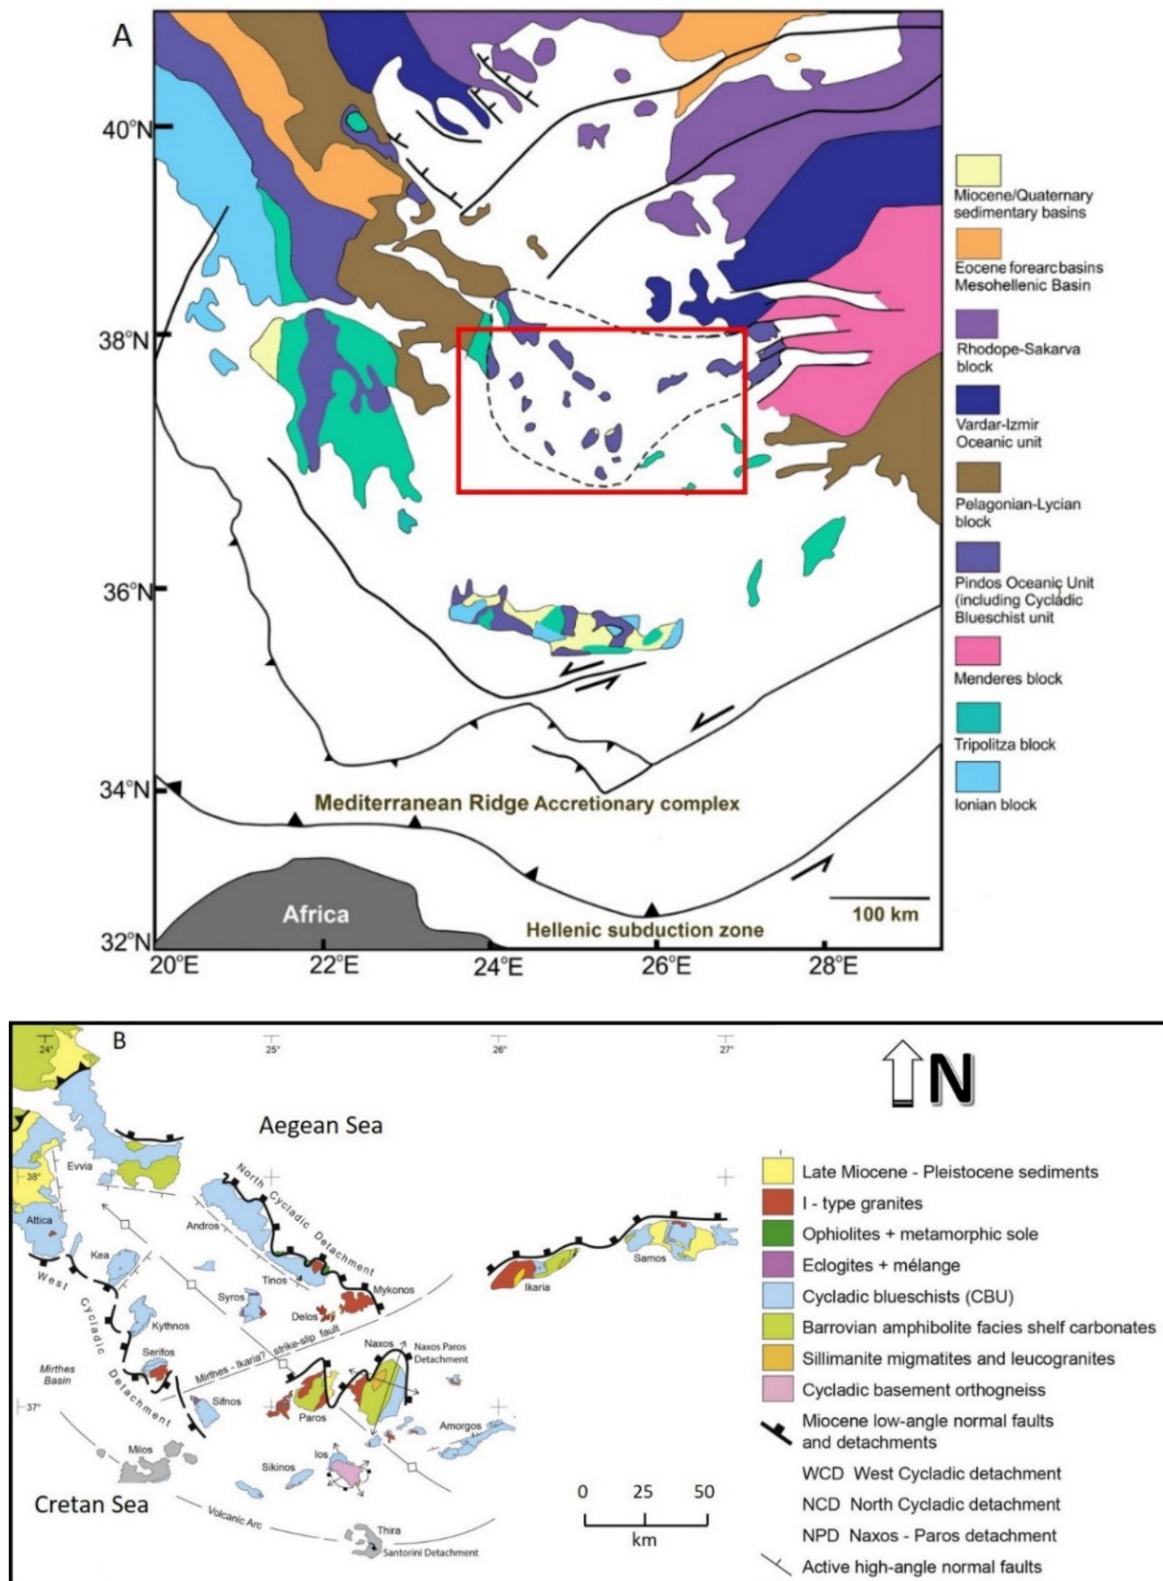 A
40°N
38°N
36°N
34°N
32°N
20°E
22°E
24°E
26°E
28°E
Mediterranean Ridge Accretionary complex
Africa
Hellenic subduction zone
100 km
Miocene/Quaternary
sedimentary basins
Eocene forearc basins
Mesohellenic Basin
Rhodope-Sakarva
block
Vardar-Izmir
Oceanic unit
Pelagonian-Lycian
block
Pindos Oceanic Unit
(including Cycladic
Blueschist unit
Menderes block
Tripolitza block
Ionian block
B
24°
25°
26°
27°
N
Aegean Sea
Evvia
38°
North Cycladic Detachment
Andros
Attica
Kea
West Cycladic Detachment
Tinos
Mykonos
Syros
Delos
Samos
Ikaria
Kythnos
Mirthes - Ikaria? strike-slip fault
Serifos
Naxos
Naxos Paros
Detachment
Mirthes
Basin
Sifnos
37°
Paros
Amorgos
Milos
Ios
Sikinos
Cretan Sea
Volcanic Arc
Thira
Santorini Detachment
0 25 50
km
Late Miocene - Pleistocene sediments
I - type granites
Ophiolites + metamorphic sole
Eclogites + mélange
Cycladic blueschists (CBU)
Barrovian amphibolite facies shelf carbonates
Sillimanite migmatites and leucogranites
Cycladic basement orthogneiss
Miocene low-angle normal faults
and detachments
WCD West Cycladic detachment
NCD North Cycladic detachment
NPD Naxos - Paros detachment
Active high-angle normal faults